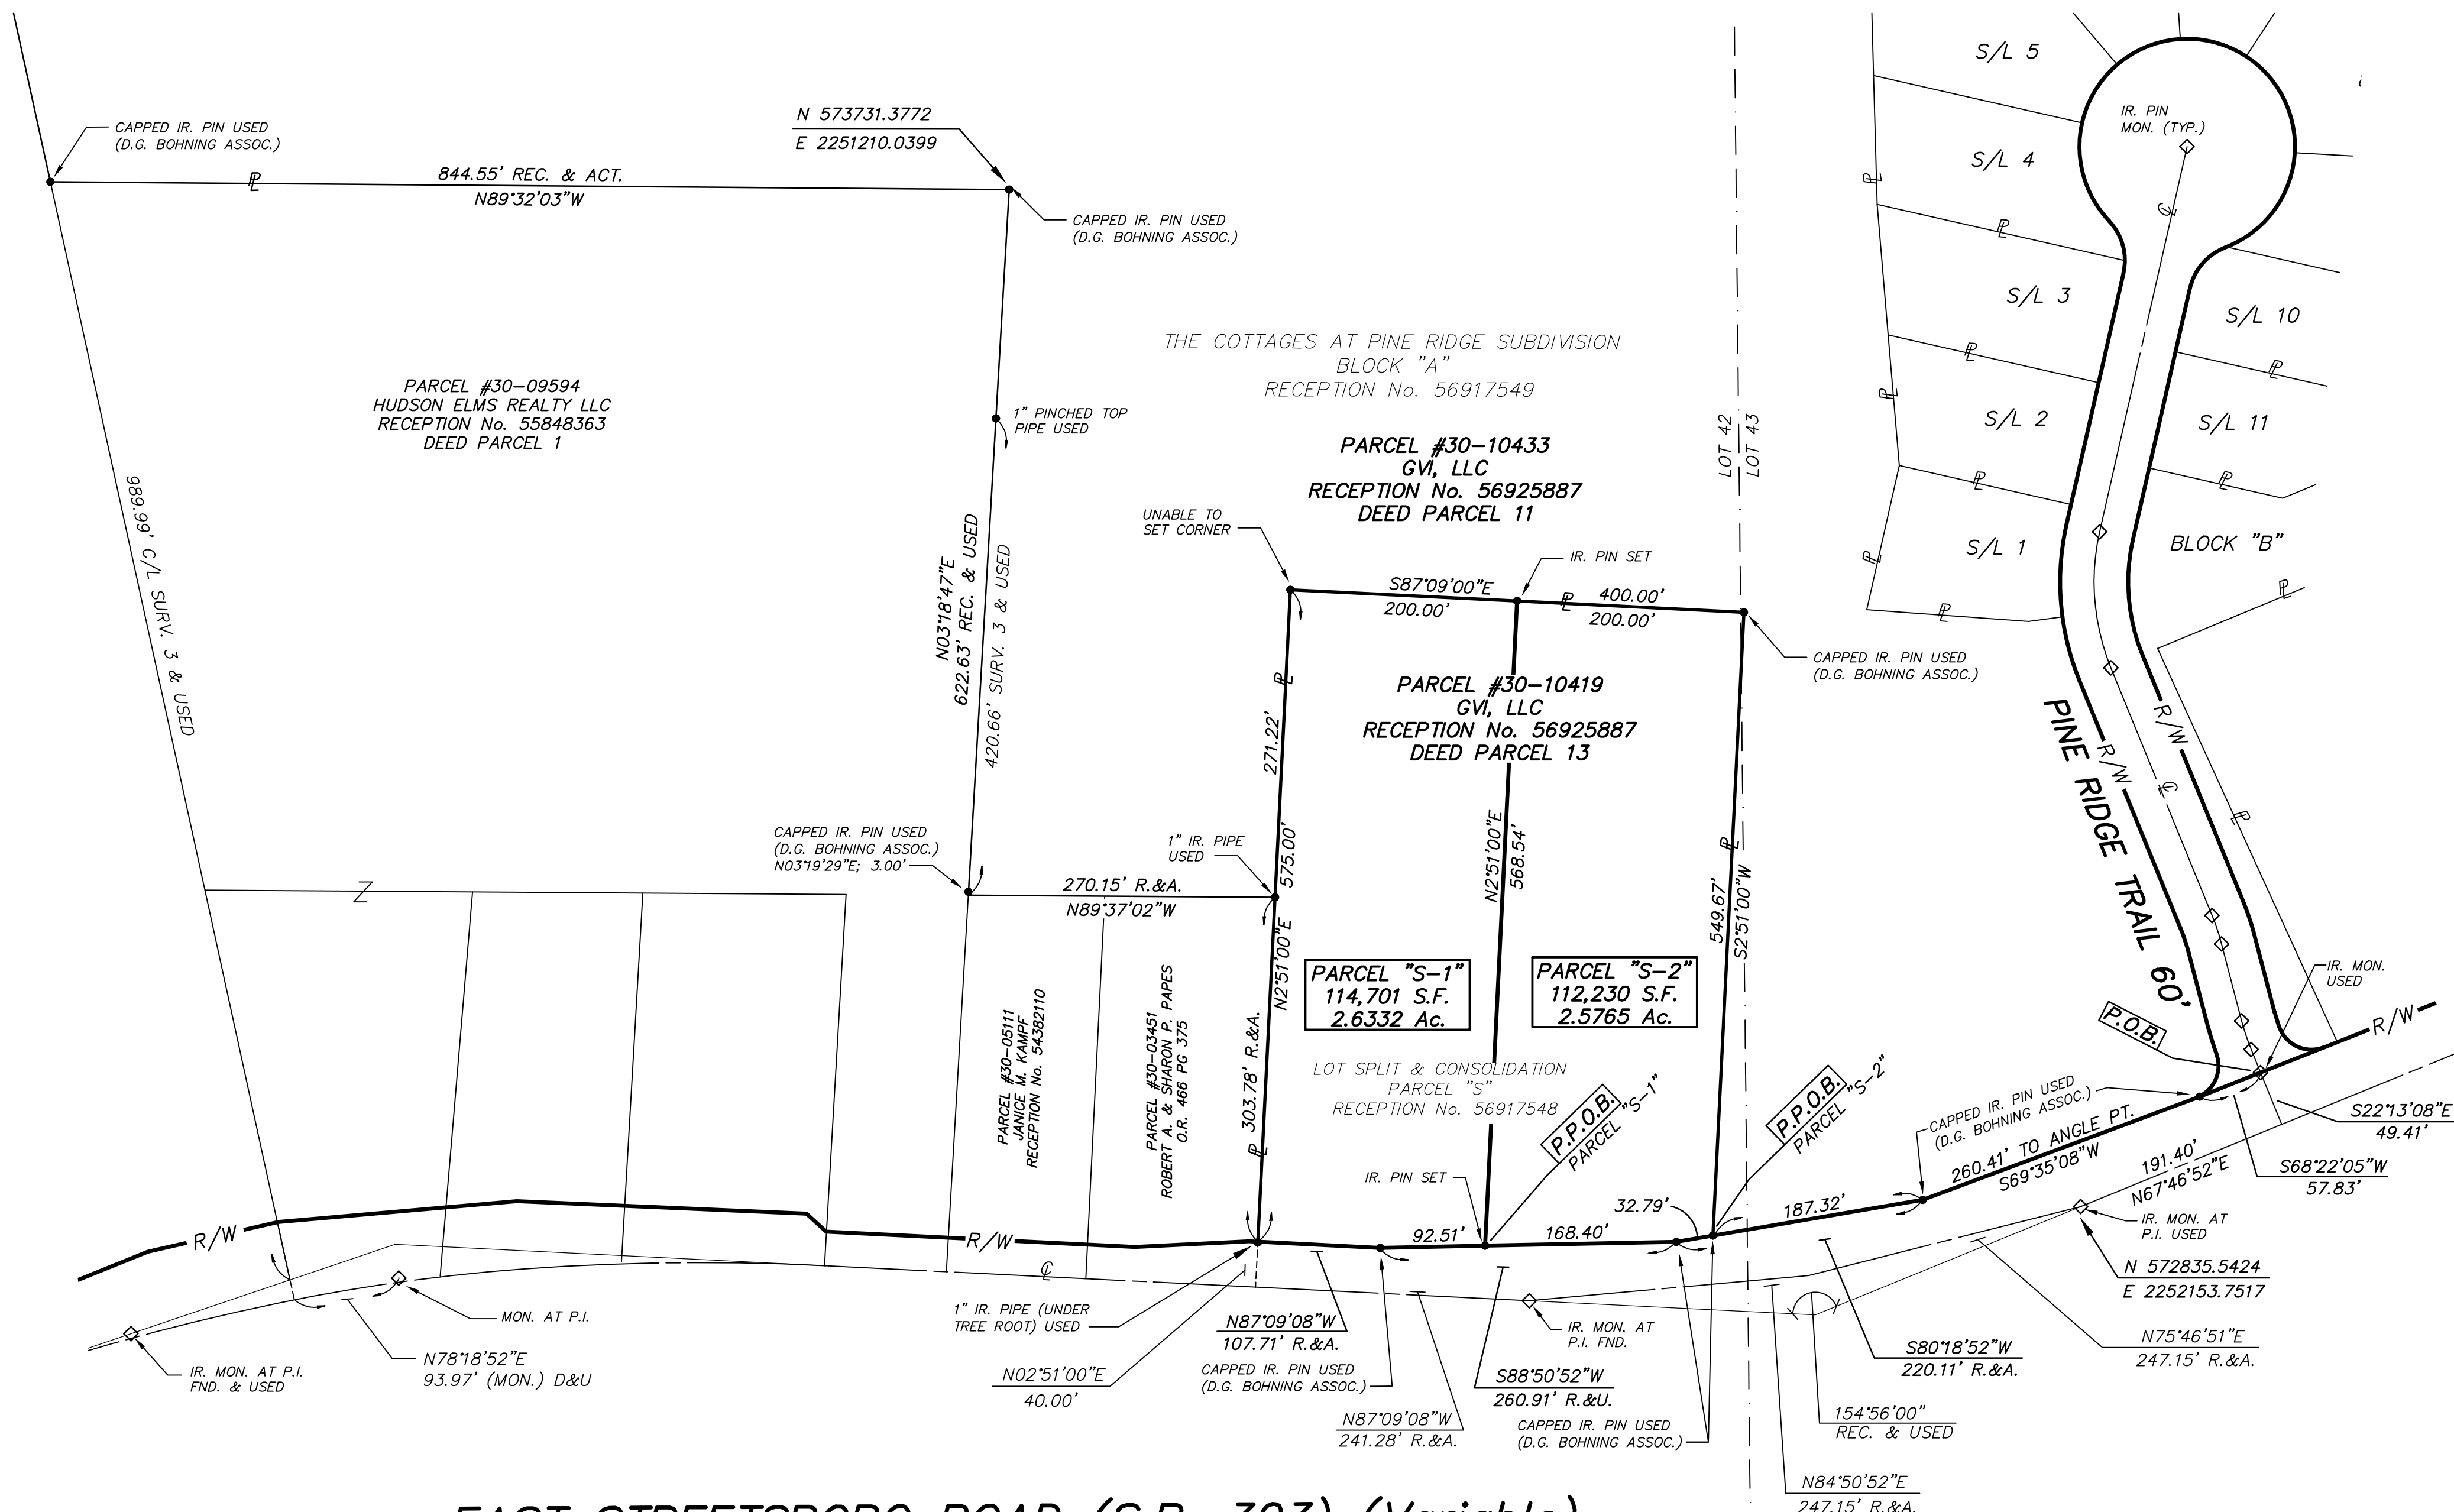 CAPPED IR. PIN USED
(D.G. BOHNING ASSOC.)
844.55' REC. & ACT.
N89°32'03"W
P L
N 573731.3772
E 2251210.0399
CAPPED IR. PIN USED
(D.G. BOHNING ASSOC.)
PARCEL #30-09594
HUDSON ELMS REALTY LLC
RECEPTION No. 55848363
DEED PARCEL 1
989.99' C/L SURV. 3 & USED
1" PINCHED TOP
PIPE USED
N03°18'47"E
622.63' REC. & USED
420.66' SURV. 3 & USED
THE COTTAGES AT PINE RIDGE SUBDIVISION
BLOCK "A"
RECEPTION No. 56917549
PARCEL #30-10433
GVI, LLC
RECEPTION No. 56925887
DEED PARCEL 11
LOT 42
LOT 43
S/L 5
S/L 4
S/L 3
S/L 2
S/L 1
IR. PIN
MON. (TYP.)
S/L 10
S/L 11
BLOCK "B"
UNABLE TO
SET CORNER
IR. PIN SET
S87°09'00"E
200.00'
400.00'
200.00'
CAPPED IR. PIN USED
(D.G. BOHNING ASSOC.)
PARCEL #30-10419
GVI, LLC
RECEPTION No. 56925887
DEED PARCEL 13
271.22'
575.00'
N2°51'00"E
303.78' R.&A.
N2°51'00"E
568.54'
549.67'
S2°51'00"W
PINE RIDGE TRAIL 60'
R/W
R/W
CAPPED IR. PIN USED
(D.G. BOHNING ASSOC.)
N03°19'29"E; 3.00'
1" IR. PIPE
USED
270.15' R.&A.
N89°37'02"W
Z
PARCEL "S-1"
114,701 S.F.
2.6332 Ac.
PARCEL "S-2"
112,230 S.F.
2.5765 Ac.
PARCEL #30-05111
JANICE M. KAMPF
RECEPTION No. 54382110
PARCEL #30-03451
ROBERT A. & SHARON P. PAPES
O.R. 466 PG 375
LOT SPLIT & CONSOLIDATION
PARCEL "S"
RECEPTION No. 56917548
P.P.O.B.
PARCEL "S-1"
P.P.O.B.
PARCEL "S-2"
P.O.B.
IR. MON.
USED
R/W
CAPPED IR. PIN USED
(D.G. BOHNING ASSOC.)
260.41' TO ANGLE PT.
S69°35'08"W
191.40'
N67°46'52"E
S22°13'08"E
49.41'
S68°22'05"W
57.83'
IR. PIN SET
32.79'
187.32'
92.51'
168.40'
R/W
R/W
IR. MON. AT
P.I. USED
N 572835.5424
E 2252153.7517
MON. AT P.I.
IR. MON. AT P.I.
FND. & USED
N78°18'52"E
93.97' (MON.) D&U
1" IR. PIPE (UNDER
TREE ROOT) USED
N02°51'00"E
40.00'
N87°09'08"W
107.71' R.&A.
CAPPED IR. PIN USED
(D.G. BOHNING ASSOC.)
N87°09'08"W
241.28' R.&A.
IR. MON. AT
P.I. FND.
S88°50'52"W
260.91' R.&U.
CAPPED IR. PIN USED
(D.G. BOHNING ASSOC.)
S80°18'52"W
220.11' R.&A.
N75°46'51"E
247.15' R.&A.
154°56'00"
REC. & USED
N84°50'52"E
247.15' R.&A.
EAST STREETSBORO ROAD (S.R. 303) (Variable)